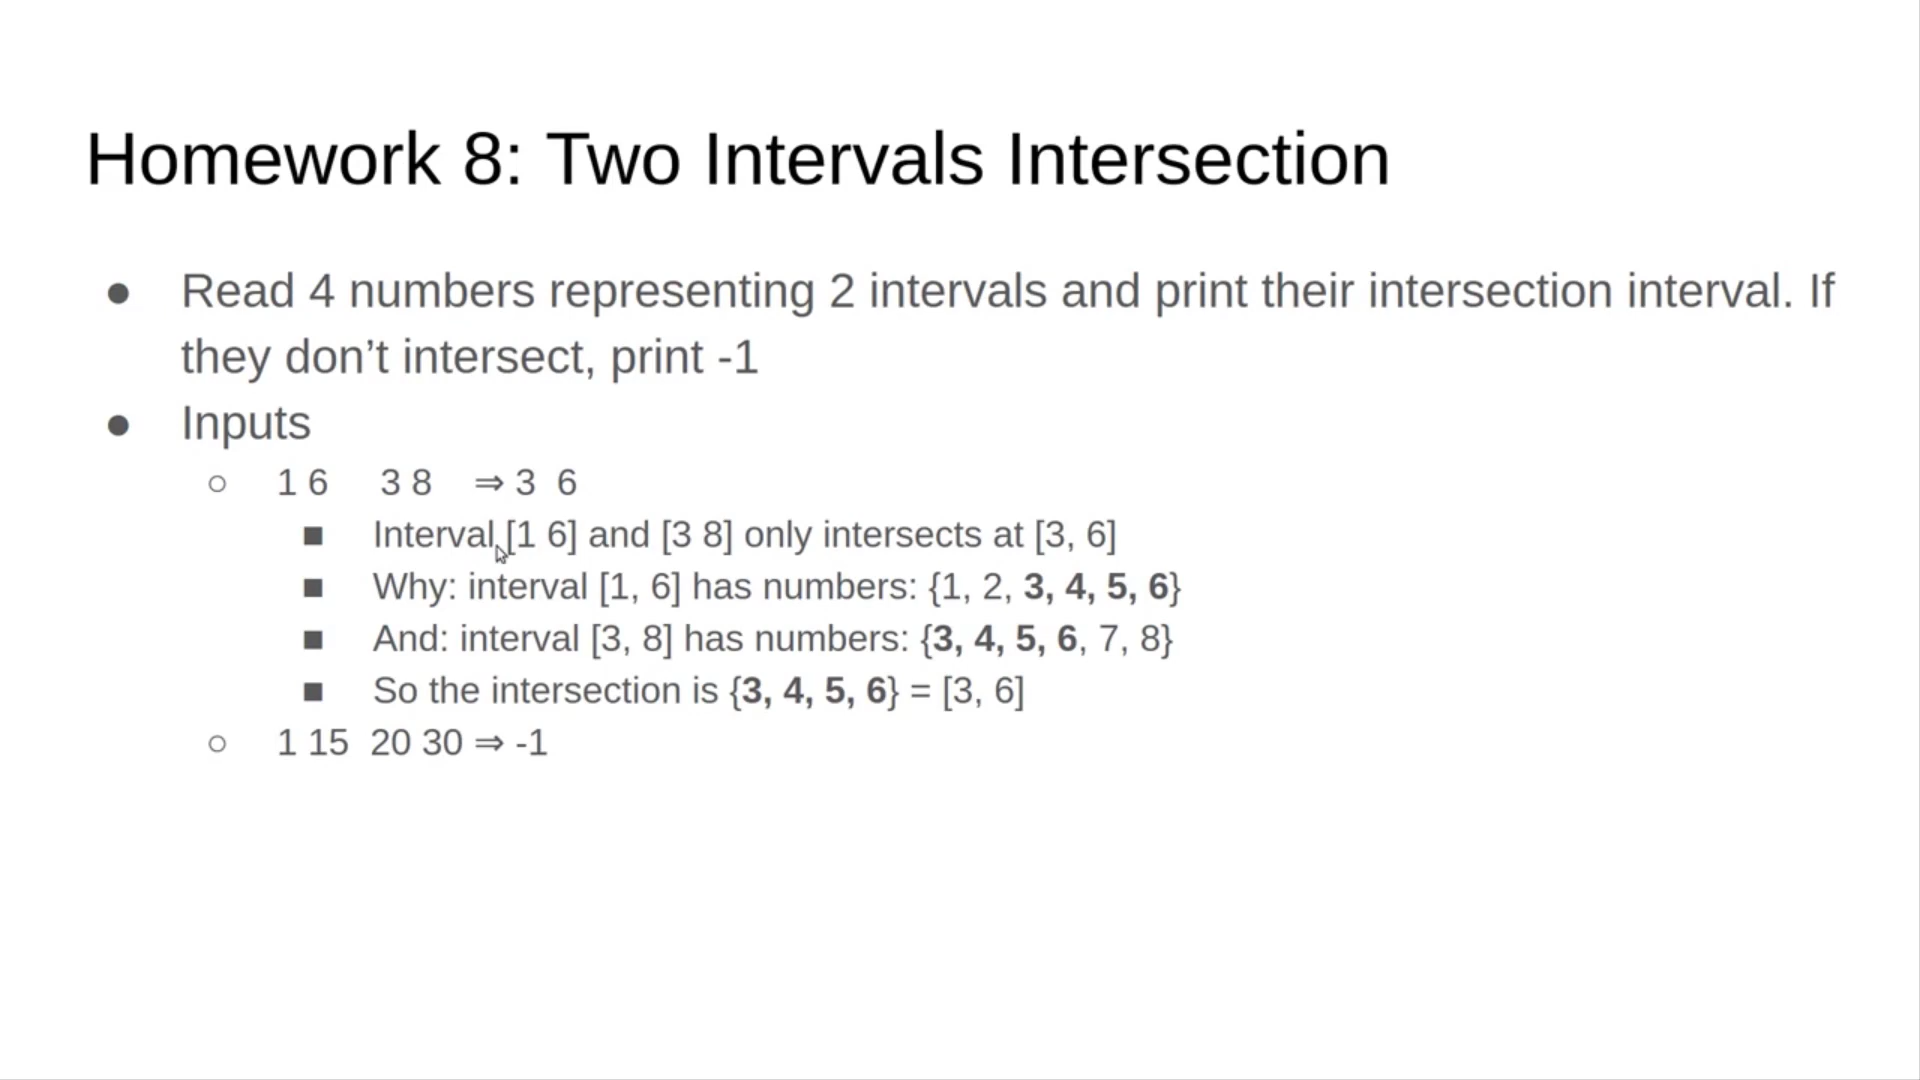 Homework 8: Two Intervals Intersection
● Read 4 numbers representing 2 intervals and print their intersection interval. If
they don’t intersect, print -1
● Inputs
○ 1 6 3 8 ⇒ 3 6
■ Interval [1 6] and [3 8] only intersects at [3, 6]
■ Why: interval [1, 6] has numbers: {1, 2, 3, 4, 5, 6}
■ And: interval [3, 8] has numbers: {3, 4, 5, 6, 7, 8}
■ So the intersection is {3, 4, 5, 6} = [3, 6]
○ 1 15 20 30 ⇒ -1